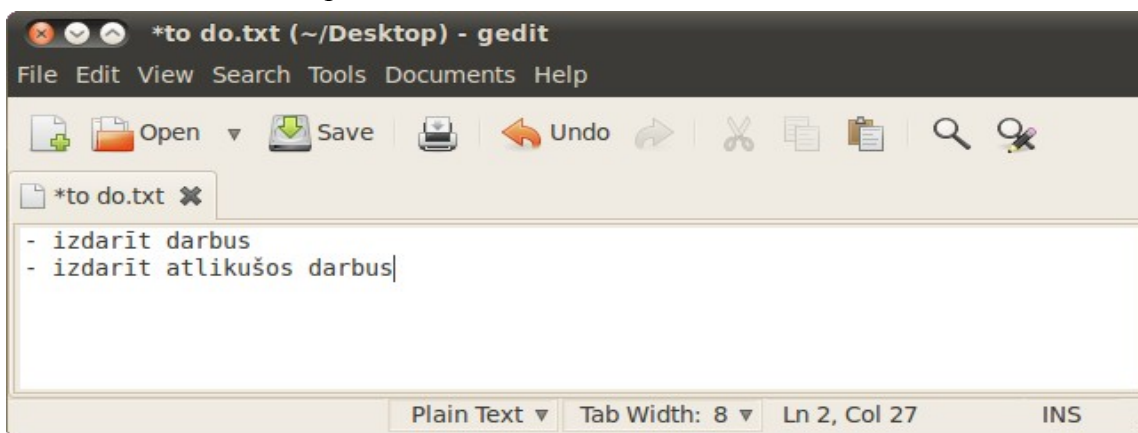 *to do.txt (~/Desktop) - gedit
File Edit View Search Tools Documents Help
Open Save Undo
*to do.txt
- izdarīt darbus
- izdarīt atlikušos darbus
Plain Text Tab Width: 8 Ln 2, Col 27 INS